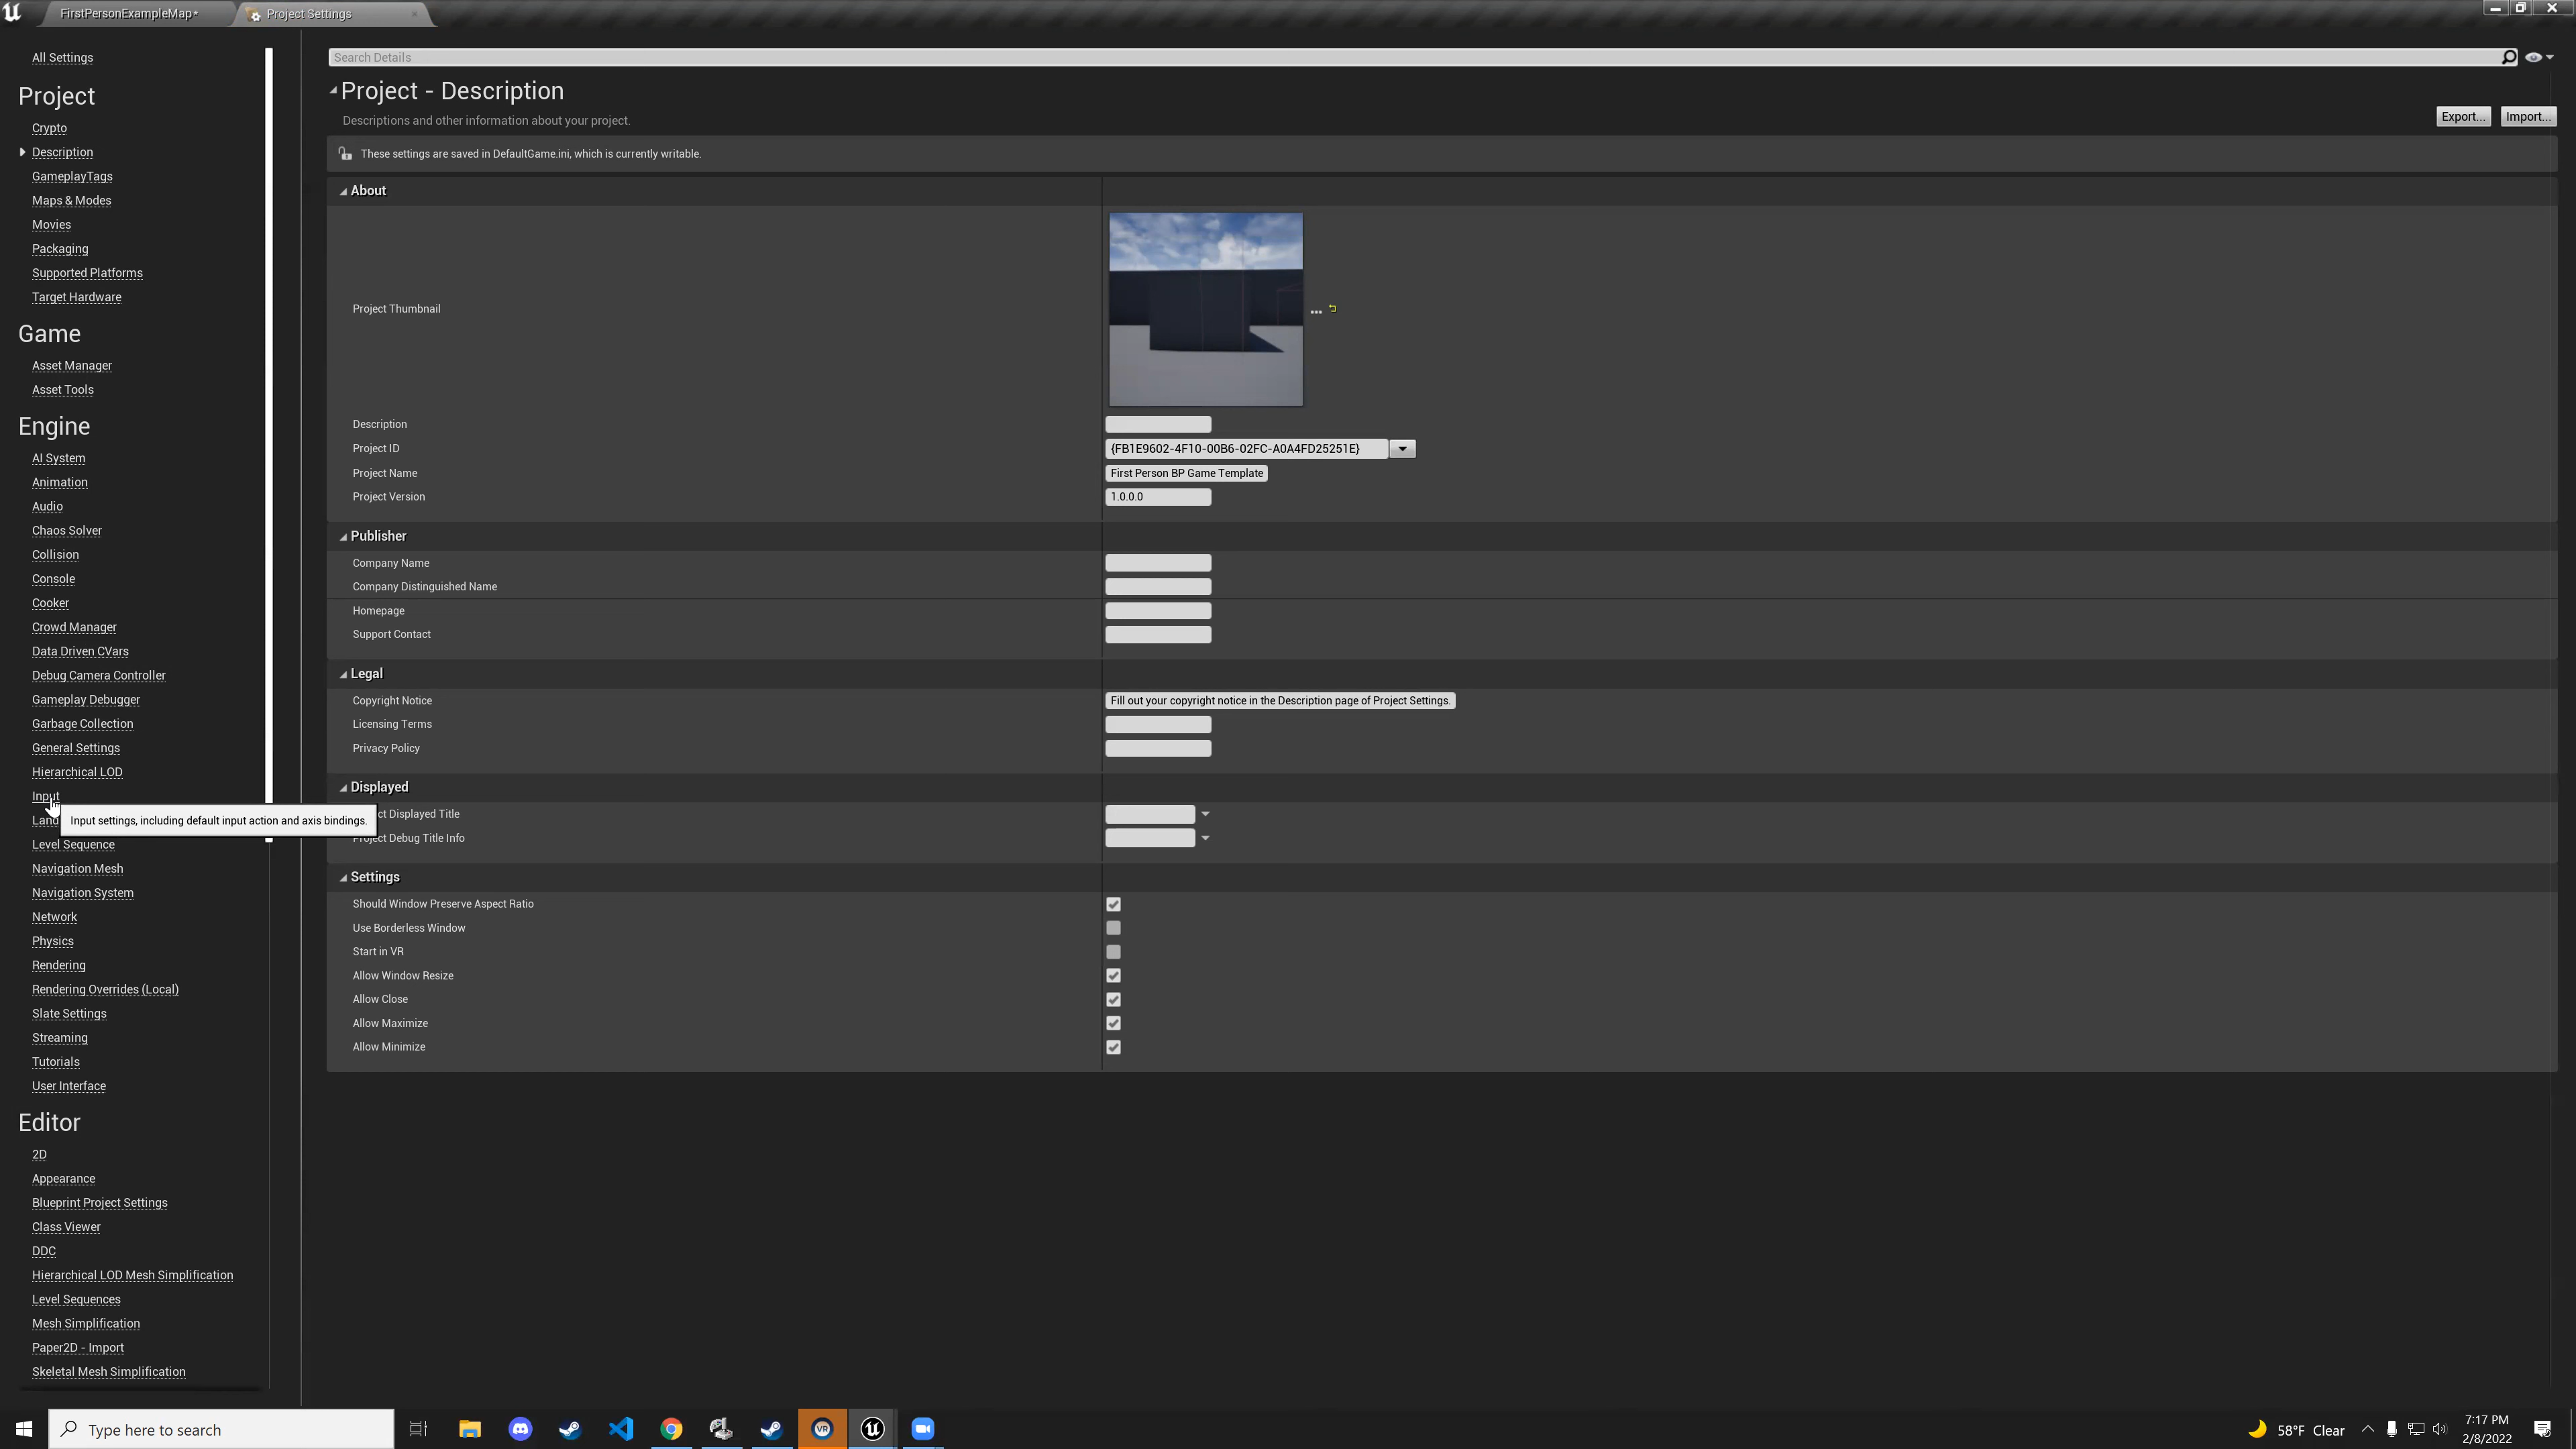 FirstPersonExampleMap*
Project Settings
All Settings
Project
Crypto
Description
GameplayTags
Maps & Modes
Movies
Packaging
Supported Platforms
Target Hardware
Game
Asset Manager
Asset Tools
Engine
AI System
Animation
Audio
Chaos Solver
Collision
Console
Cooker
Crowd Manager
Data Driven CVars
Debug Camera Controller
Gameplay Debugger
Garbage Collection
General Settings
Hierarchical LOD
Input
Input settings, including default input action and axis bindings.
Land
Level Sequence
Navigation Mesh
Navigation System
Network
Physics
Rendering
Rendering Overrides (Local)
Slate Settings
Streaming
Tutorials
User Interface
Editor
2D
Appearance
Blueprint Project Settings
Class Viewer
DDC
Hierarchical LOD Mesh Simplification
Level Sequences
Mesh Simplification
Paper2D - Import
Skeletal Mesh Simplification
Search Details
Project - Description
Descriptions and other information about your project.
Export...
Import...
These settings are saved in DefaultGame.ini, which is currently writable.
About
Project Thumbnail
Description
Project ID {FB1E9602-4F10-00B6-02FC-A0A4FD25251E}
Project Name First Person BP Game Template
Project Version 1.0.0.0
Publisher
Company Name
Company Distinguished Name
Homepage
Support Contact
Legal
Copyright Notice Fill out your copyright notice in the Description page of Project Settings.
Licensing Terms
Privacy Policy
Displayed
ct Displayed Title
Project Debug Title Info
Settings
Should Window Preserve Aspect Ratio
Use Borderless Window
Start in VR
Allow Window Resize
Allow Close
Allow Maximize
Allow Minimize
Type here to search
VR
58°F Clear
7:17 PM
2/8/2022